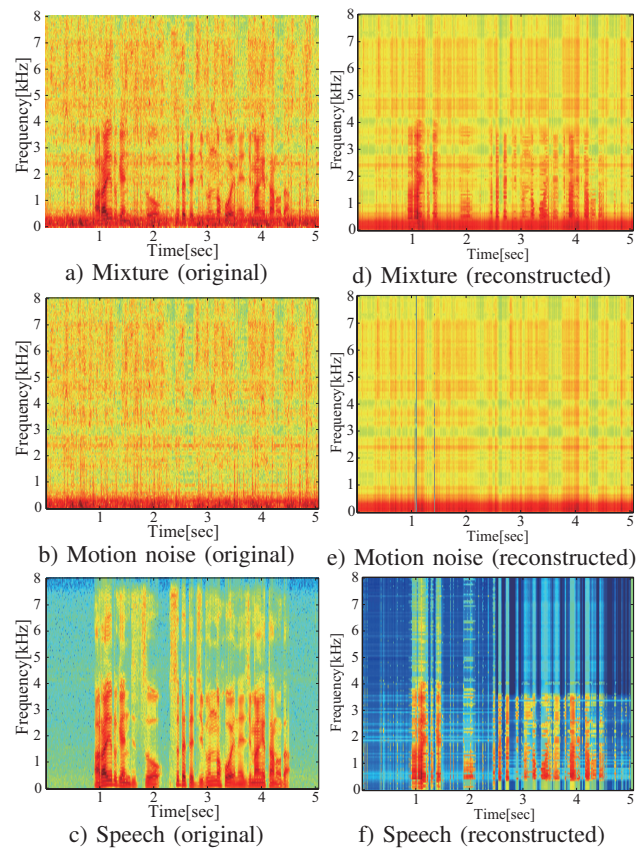 8
7
6
5
4
3
2
1
0
Frequency[kHz]
1 2 3 4 5
Time[sec]
a) Mixture (original)
8
7
6
5
4
3
2
1
0
Frequency[kHz]
1 2 3 4 5
Time[sec]
d) Mixture (reconstructed)
8
7
6
5
4
3
2
1
0
Frequency[kHz]
1 2 3 4 5
Time[sec]
b) Motion noise (original)
8
7
6
5
4
3
2
1
0
Frequency[kHz]
1 2 3 4 5
Time[sec]
e) Motion noise (reconstructed)
8
7
6
5
4
3
2
1
0
Frequency[kHz]
1 2 3 4 5
Time[sec]
c) Speech (original)
8
7
6
5
4
3
2
1
0
Frequency[kHz]
1 2 3 4 5
Time[sec]
f) Speech (reconstructed)